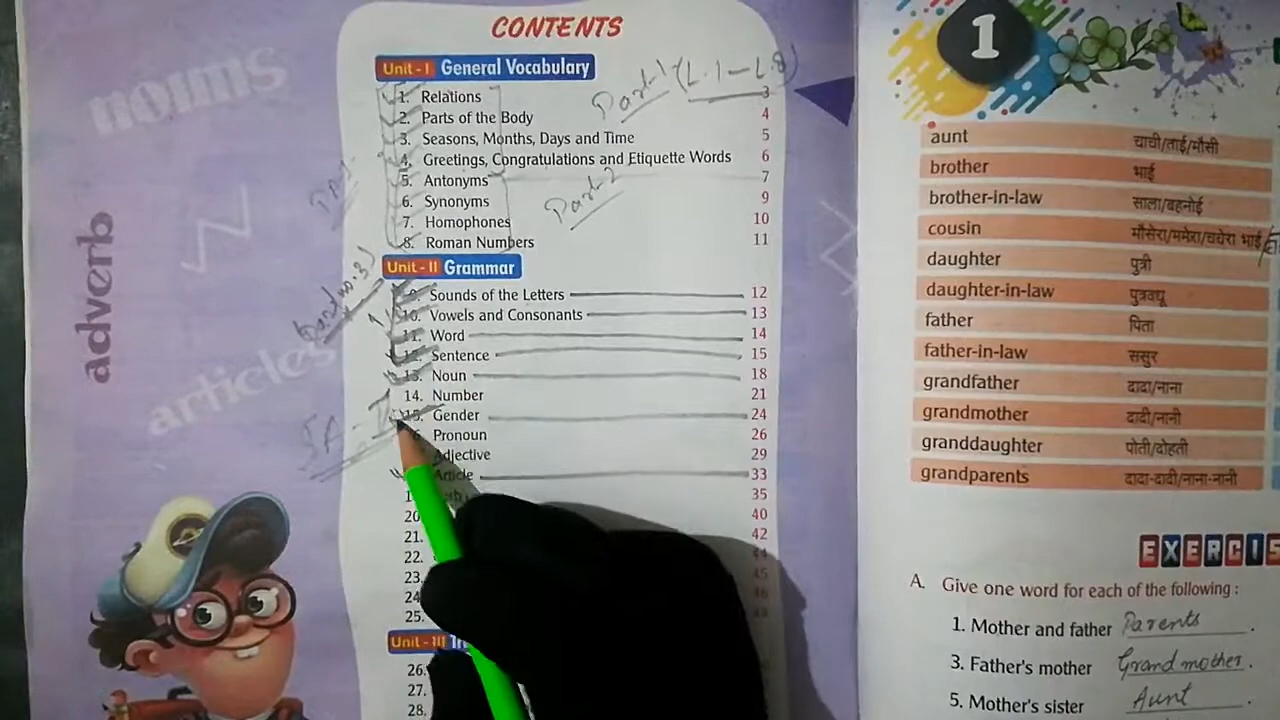 CONTENTS
Unit - I General Vocabulary
Part-1 (L.1-L.8)
1. Relations 3
2. Parts of the Body 4
3. Seasons, Months, Days and Time 5
4. Greetings, Congratulations and Etiquette Words 6
5. Antonyms 7
Part-2
6. Synonyms 9
7. Homophones 10
8. Roman Numbers 11
Unit - II Grammar
9. Sounds of the Letters 12
10. Vowels and Consonants 13
11. Word 14
12. Sentence 15
13. Noun 18
14. Number 21
15. Gender 24
Pronoun 26
Adjective 29
Article 33
35
20 40
21. 42
22. 44
23. 45
24 46
25.
Unit - III
26.
27.
28.
nouns
adverb
articles
SA-II
1
aunt चाची/ताई/मौसी
brother भाई
brother-in-law साला/बहनोई
cousin मौसेरा/ममेरा/चचेरा भाई
daughter पुत्री
daughter-in-law पुत्रवधू
father पिता
father-in-law ससुर
grandfather दादा/नाना
grandmother दादी/नानी
granddaughter पोती/दोहती
grandparents दादा-दादी/नाना-नानी
EXERCIS
A. Give one word for each of the following :
1. Mother and father Parents.
3. Father's mother Grandmother.
5. Mother's sister Aunt.